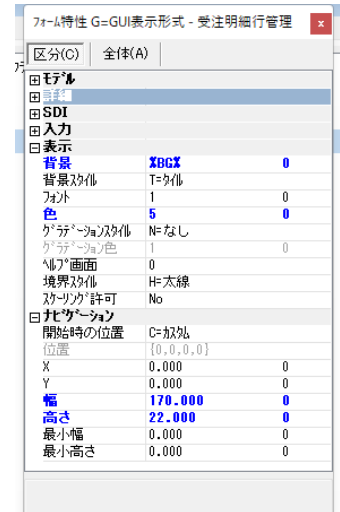 フォーム特性 G=GUI表示形式 - 受注明細行管理 x
区分(C) 全体(A)
モデル
詳細
SDI
入力
表示
背景 %BG% 0
背景スタイル T=タイル
フォント 1 0
色 5 0
グラデーションスタイル N=なし
グラデーション色 1 0
ヘルプ画面 0
境界スタイル H=太線
スケーリング許可 No
ナビゲーション
開始時の位置 C=カスタム
位置 {0,0,0,0}
X 0.000 0
Y 0.000 0
幅 170.000 0
高さ 22.000 0
最小幅 0.000 0
最小高さ 0.000 0